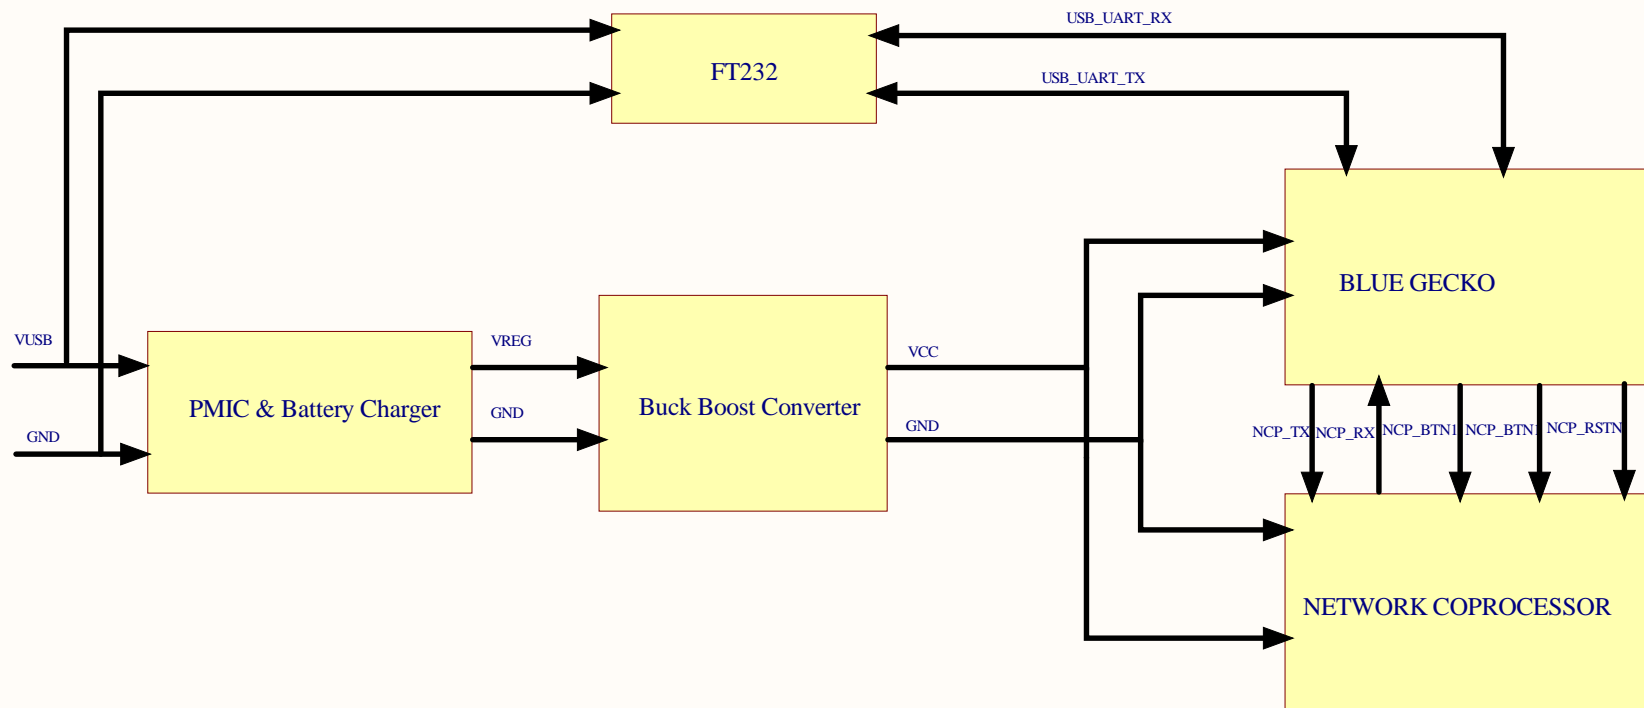 USB_UART_RX
FT232
USB_UART_TX
BLUE GECKO
VUSB
VREG
VCC
PMIC & Battery Charger
Buck Boost Converter
GND
GND
GND
NCP_TX
NCP_RX
NCP_BTN1
NCP_BTN1
NCP_RSTN
NETWORK COPROCESSOR